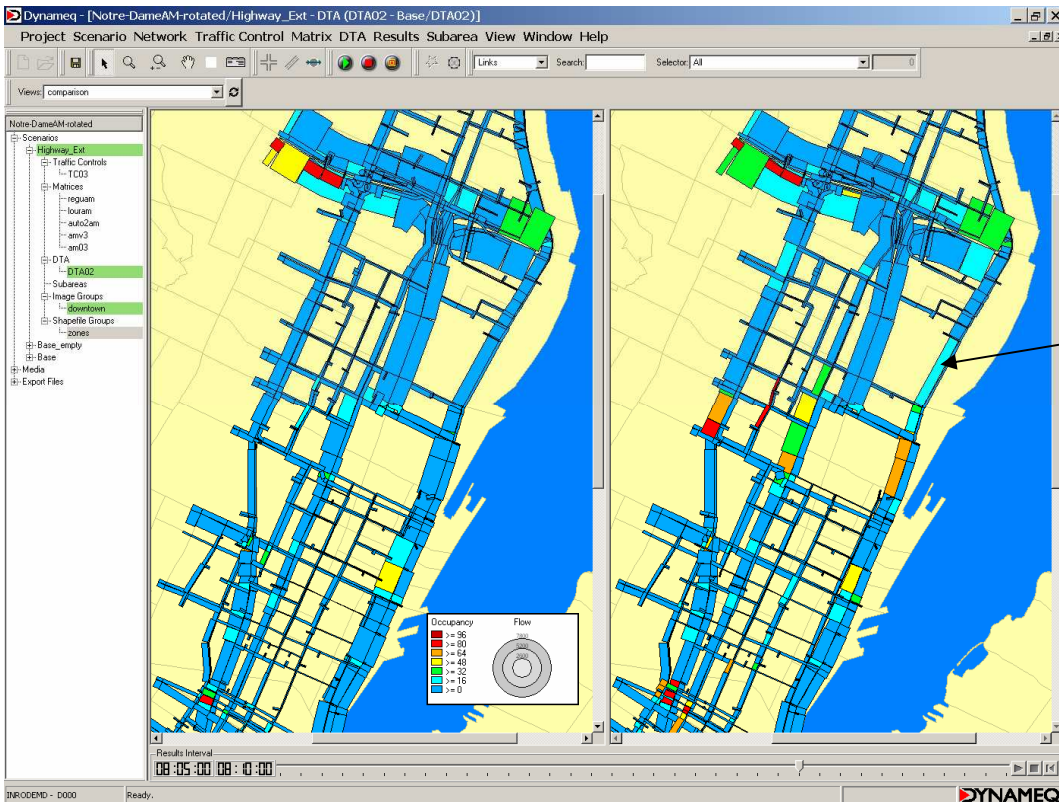 Dynameq - [Notre-DameAM-rotated/Highway_Ext - DTA (DTA02 - Base/DTA02)]
Project Scenario Network Traffic Control Matrix DTA Results Subarea View Window Help
Links Search: Selector: All 0
Views: comparison
Notre-DameAM-rotated
Scenarios
Highway_Ext
Traffic Controls
TC03
Matrices
reguam
louram
auto2am
amv3
am03
DTA
DTA02
Subareas
Image Groups
downtown
Shapefile Groups
zones
Base_empty
Base
Media
Export Files
Occupancy Flow
>= 96
>= 80
>= 64
>= 48
>= 32
>= 16
>= 0
Results Interval
08:05:00 08:10:00
INRODEMD - D000 Ready.
DYNAMEQ